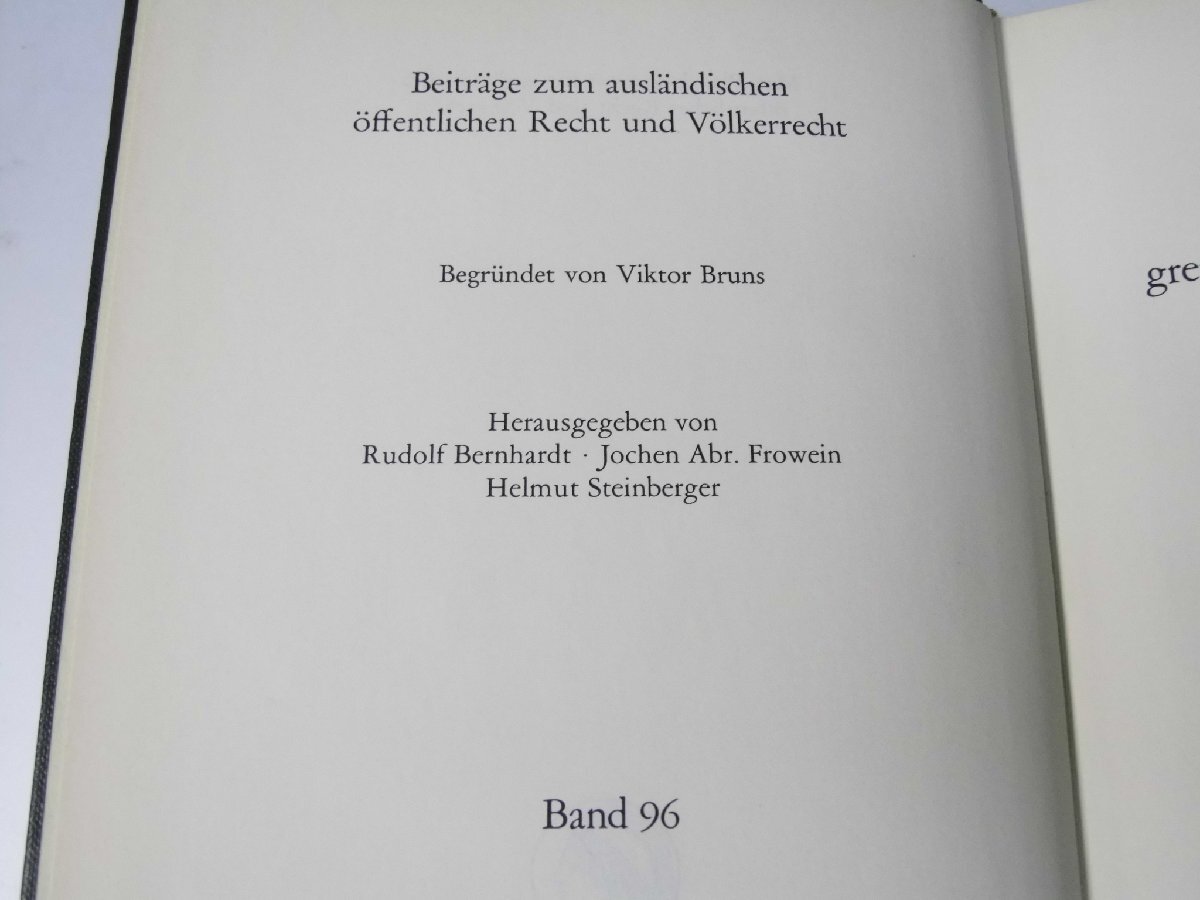 Beiträge zum ausländischen
öffentlichen Recht und Völkerrecht
Begründet von Viktor Bruns
Herausgegeben von
Rudolf Bernhardt · Jochen Abr. Frowein
Helmut Steinberger
Band 96
gre